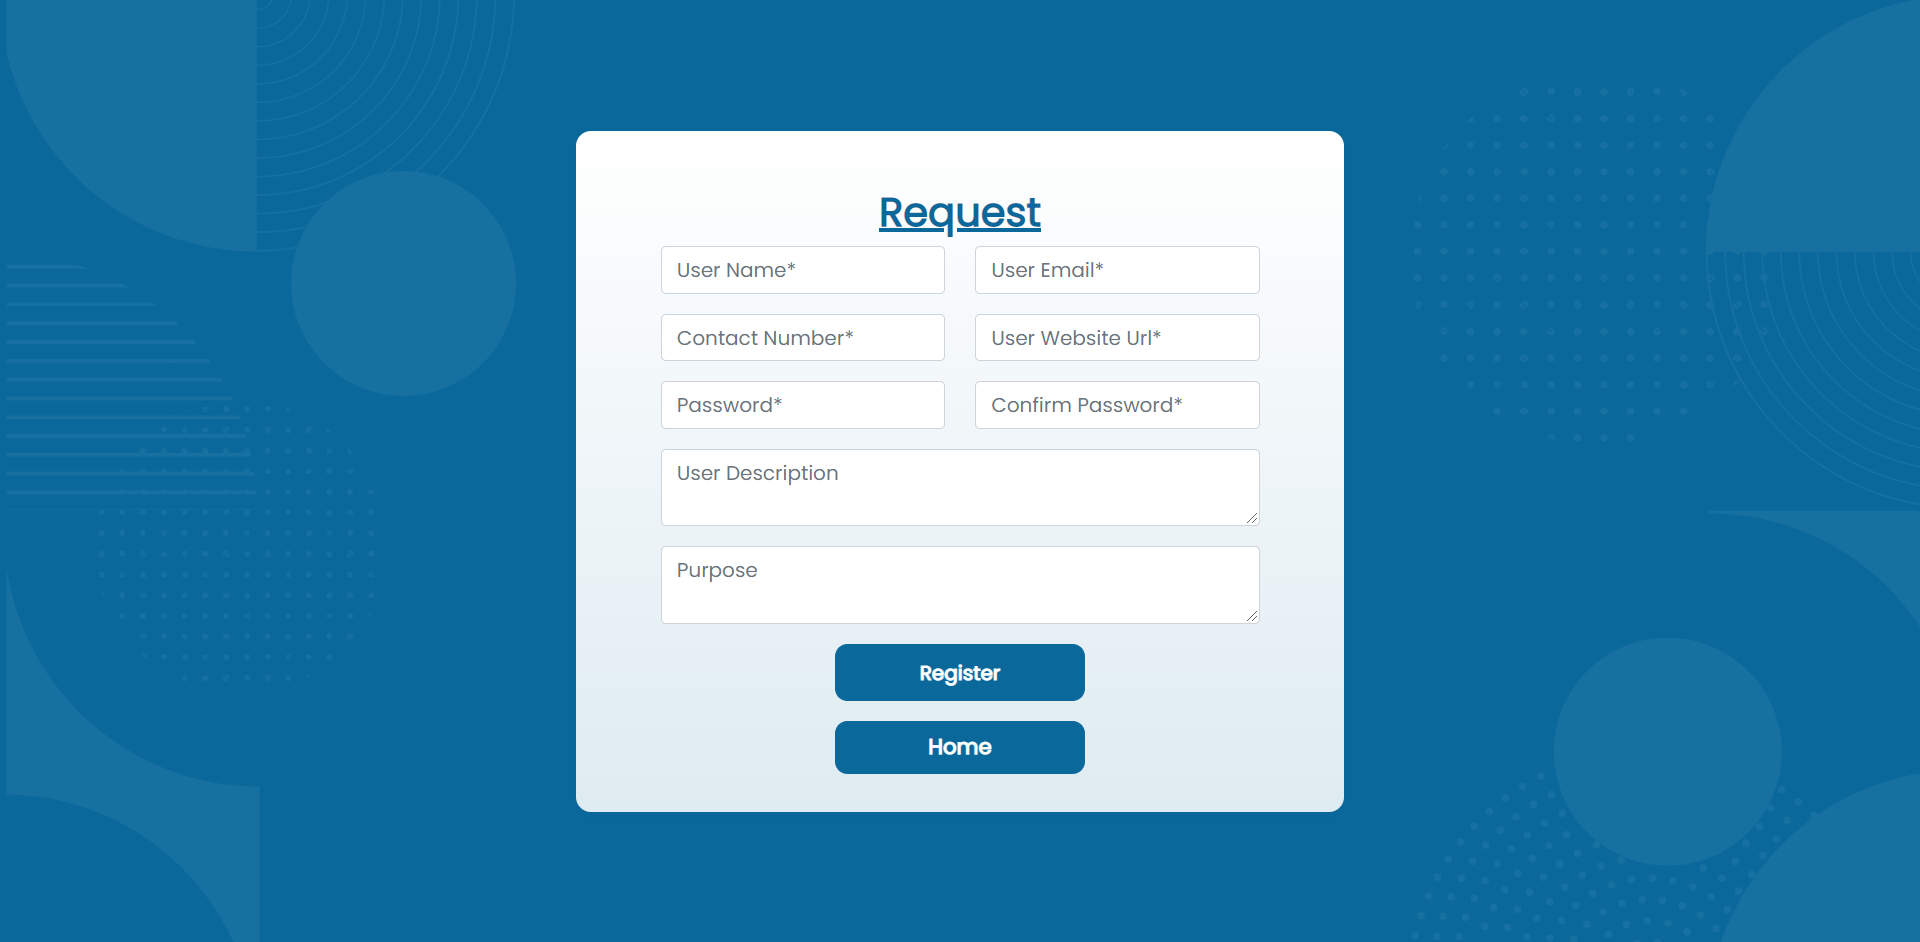 Request
User Name* User Email*
Contact Number* User Website Url*
Password* Confirm Password*
User Description
Purpose
Register
Home